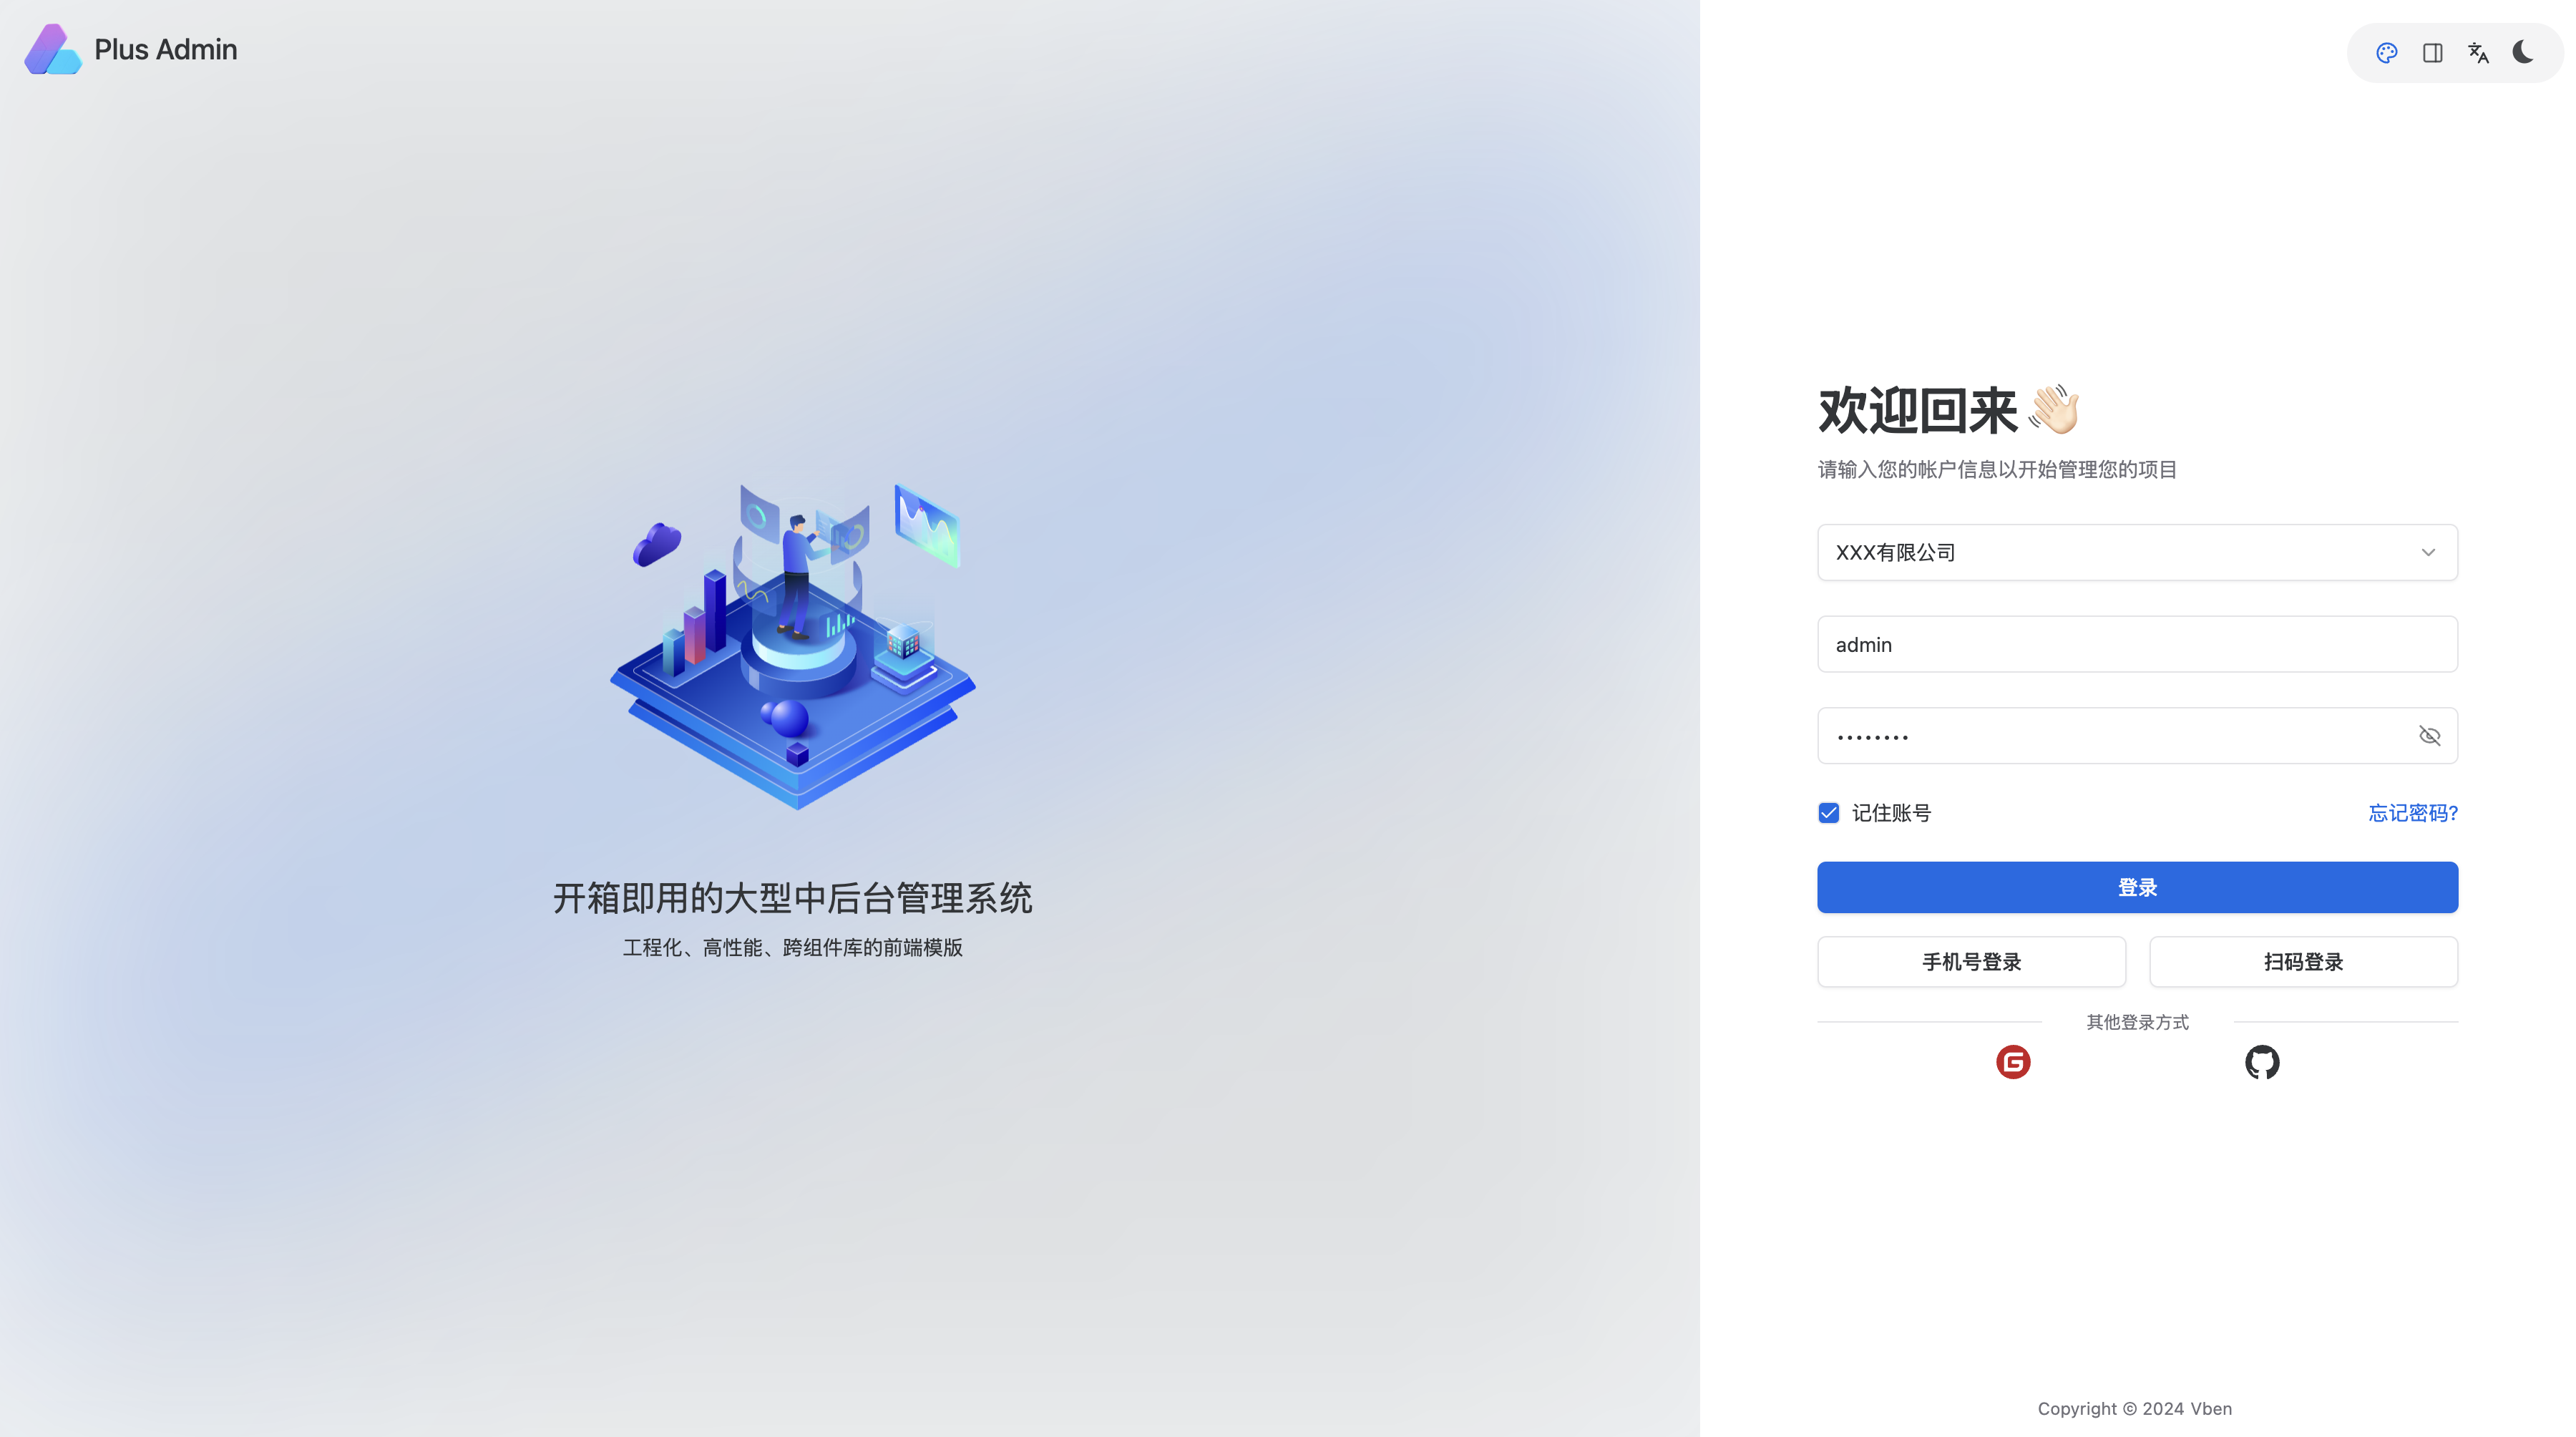 Plus Admin
开箱即用的大型中后台管理系统
工程化、高性能、跨组件库的前端模版
欢迎回来 👋🏻
请输入您的帐户信息以开始管理您的项目
XXX有限公司
admin
••••••••
记住账号
忘记密码?
登录
手机号登录
扫码登录
其他登录方式
Copyright © 2024 Vben